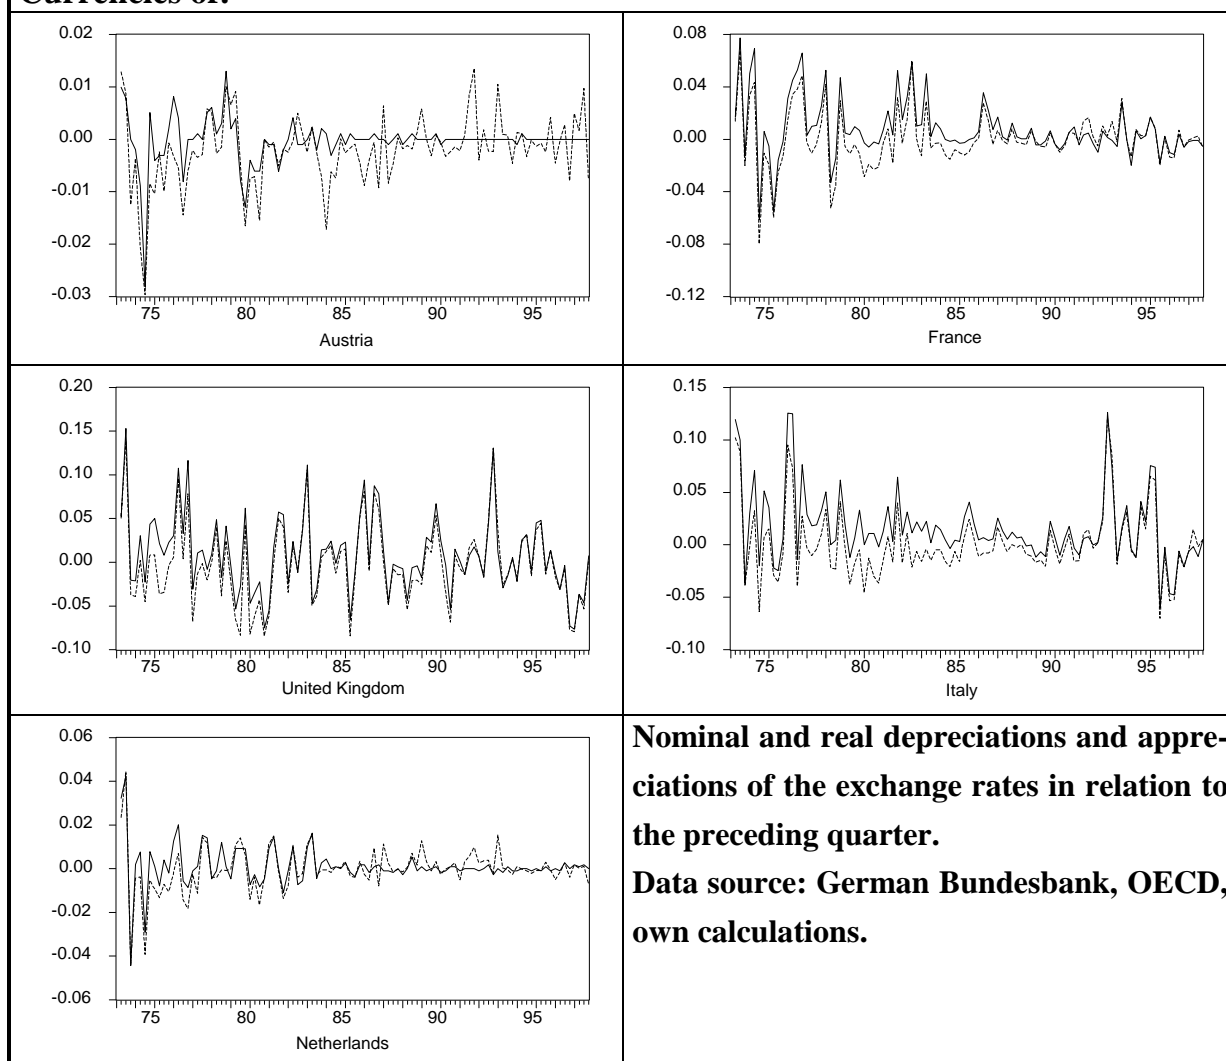 Currencies of:
0.02
0.01
0.00
-0.01
-0.02
-0.03
75 80 85 90 95
Austria
0.08
0.04
0.00
-0.04
-0.08
-0.12
75 80 85 90 95
France
0.20
0.15
0.10
0.05
0.00
-0.05
-0.10
75 80 85 90 95
United Kingdom
0.15
0.10
0.05
0.00
-0.05
-0.10
75 80 85 90 95
Italy
0.06
0.04
0.02
0.00
-0.02
-0.04
-0.06
75 80 85 90 95
Netherlands
Nominal and real depreciations and appre-
ciations of the exchange rates in relation to
the preceding quarter.
Data source: German Bundesbank, OECD,
own calculations.